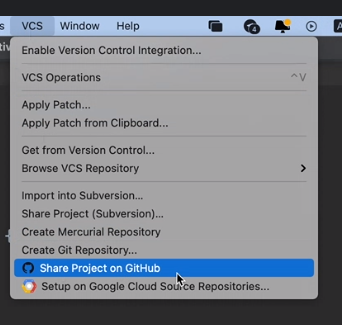 s VCS Window Help
Enable Version Control Integration...
VCS Operations ^V
Apply Patch...
Apply Patch from Clipboard...
Get from Version Control...
Browse VCS Repository
Import into Subversion...
Share Project (Subversion)...
Create Mercurial Repository
Create Git Repository...
Share Project on GitHub
Setup on Google Cloud Source Repositories...